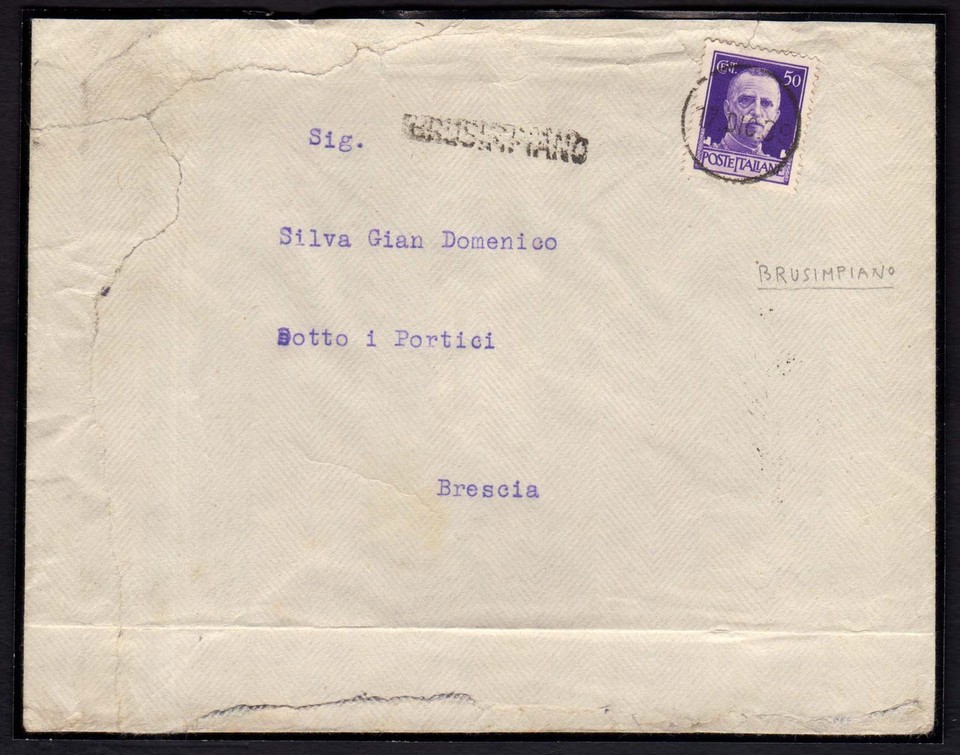 CENT. 50
POSTE ITALIANE
BRUSIMPIANO
Sig.
Silva Gian Domenico
BRUSIMPIANO
Sotto i Portici
Brescia